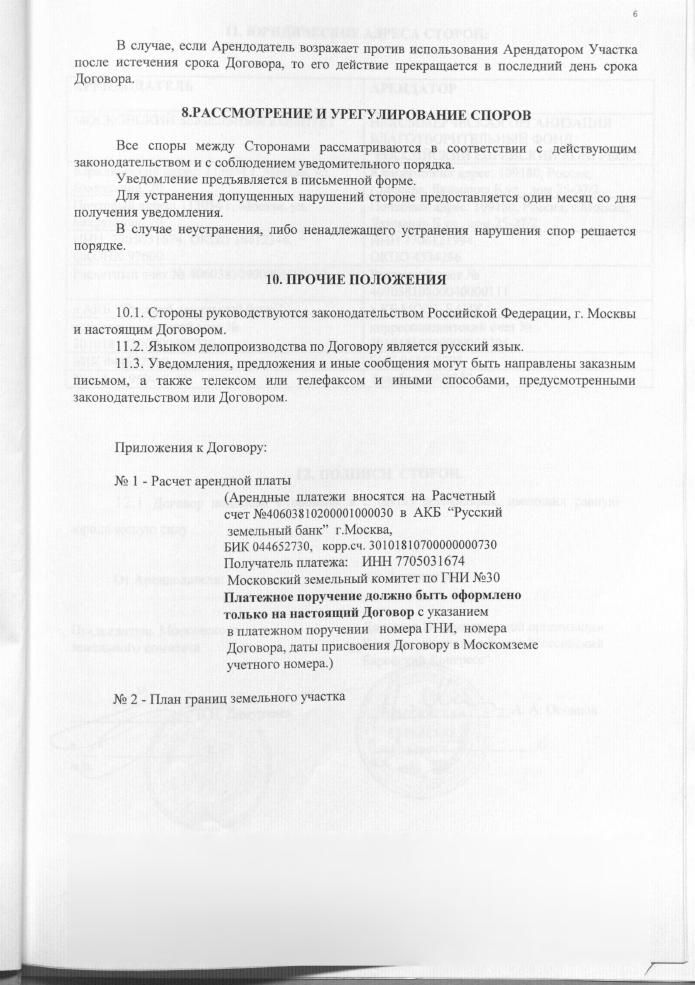 6
В случае, если Арендодатель возражает против использования Арендатором Участка
после истечения срока Договора, то его действие прекращается в последний день срока
Договора.
8.РАССМОТРЕНИЕ И УРЕГУЛИРОВАНИЕ СПОРОВ
Все споры между Сторонами рассматриваются в соответствии с действующим
законодательством и с соблюдением уведомительного порядка.
Уведомление предъявляется в письменной форме.
Для устранения допущенных нарушений стороне предоставляется один месяц со дня
получения уведомления.
В случае неустранения, либо ненадлежащего устранения нарушения спор решается
порядке.
10. ПРОЧИЕ ПОЛОЖЕНИЯ
10.1. Стороны руководствуются законодательством Российской Федерации, г. Москвы
и настоящим Договором.
11.2. Языком делопроизводства по Договору является русский язык.
11.3. Уведомления, предложения и иные сообщения могут быть направлены заказным
письмом, а также телексом или телефаксом и иными способами, предусмотренными
законодательством или Договором.
Приложения к Договору:
№ 1 - Расчет арендной платы
(Арендные платежи вносятся на Расчетный
счет №40603810200001000030 в АКБ “Русский
земельный банк” г.Москва,
БИК 044652730, корр.сч. 30101810700000000730
Получатель платежа: ИНН 7705031674
Московский земельный комитет по ГНИ №30
Платежное поручение должно быть оформлено
только на настоящий Договор с указанием
в платежном поручении номера ГНИ, номера
Договора, даты присвоения Договору в Москомземе
учетного номера.)
№ 2 - План границ земельного участка